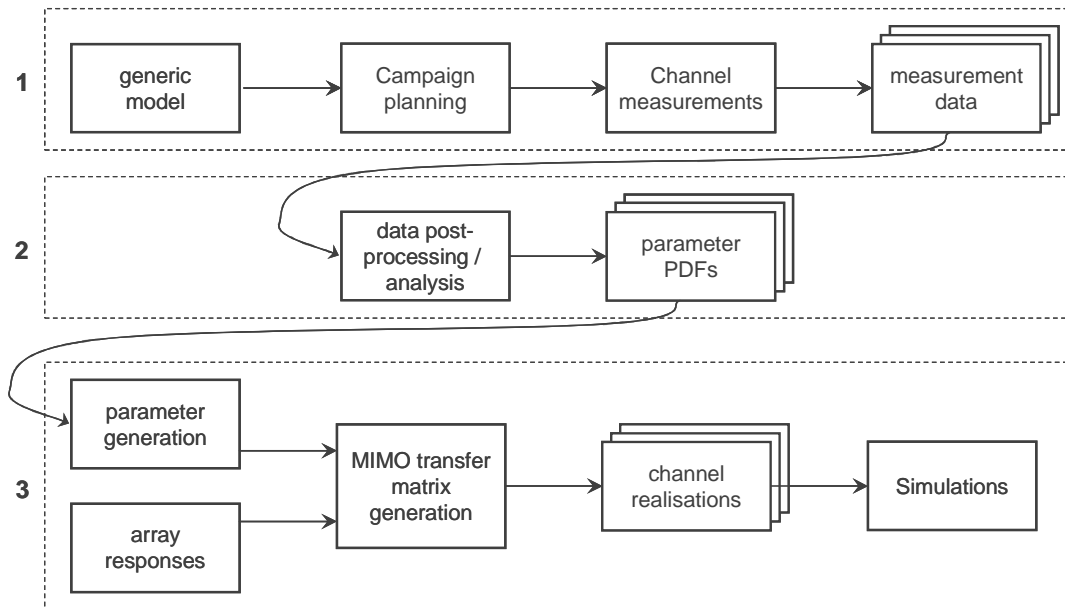 1
generic
model
Campaign
planning
Channel
measurements
measurement
data
2
data post-
processing /
analysis
parameter
PDFs
3
parameter
generation
array
responses
MIMO transfer
matrix
generation
channel
realisations
Simulations